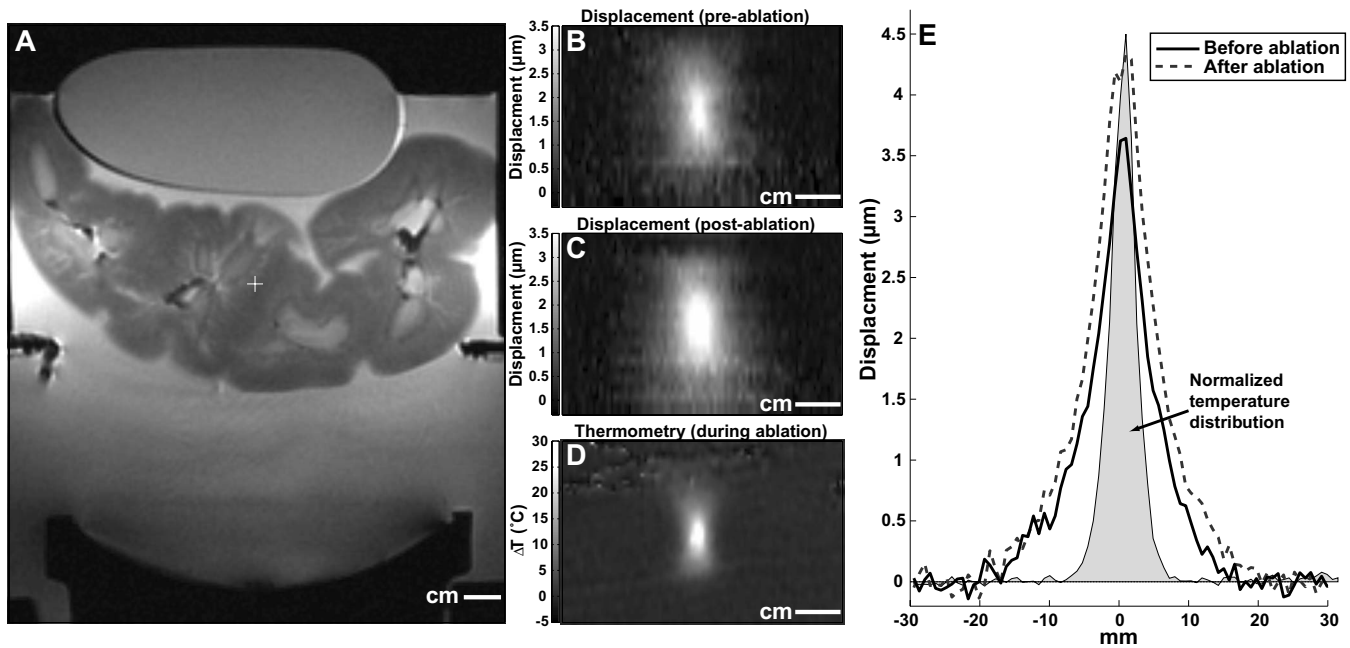 A
cm
Displacement (pre-ablation)
B
Displacment (µm)
3.5
3
2.5
2
1.5
1
0.5
0
cm
Displacement (post-ablation)
C
Displacment (µm)
3.5
3
2.5
2
1.5
1
0.5
0
cm
Thermometry (during ablation)
D
ΔT (˚C)
30
25
20
15
10
5
0
-5
cm
E
Before ablation
After ablation
Displacment (µm)
4.5
4
3.5
3
2.5
2
1.5
1
0.5
0
Normalized
temperature
distribution
-30
-20
-10
0
10
20
30
mm